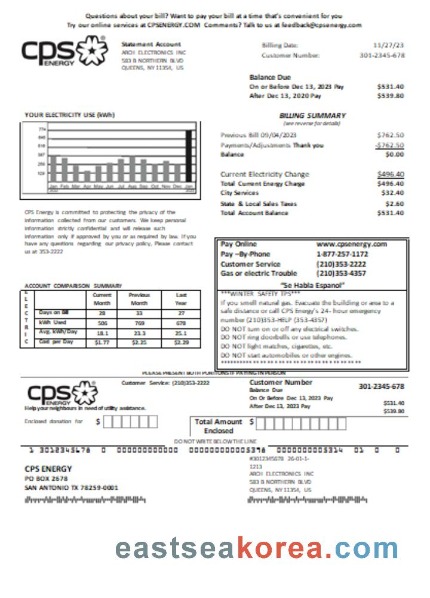 Questions about your bill? Want to pay your bill at a time that's convenient for you
Try our online services at CPSENERGY.COM Comments? Talk to us at feedback@cpsenergy.com
CPS
ENERGY
Statement Account
ARCH ELECTRONICS INC
583 B NORTHERN BLVD
QUEENS, NY 11354, US
Billing Date: 11/27/23
Customer Number: 301-2345-678
Balance Due
On or Before Dec 13, 2023 Pay $531.40
After Dec 13, 2020 Pay $539.80
YOUR ELECTRICITY USE (kWh)
BILLING SUMMARY
(see reverse for details)
Previous Bill 09/04/2023 $762.50
Payments/Adjustments Thank you -$762.50
Balance $0.00
Current Electricity Change $496.40
Total Current Energy Charge $496.40
City Services $32.40
State & Local Sales Taxes $2.60
Total Account Balance $531.40
Jan Feb Mar Apr May Jun Jul Aug Sep Oct Nov Dec Jan
CPS Energy is committed to protecting the privacy of the
information collected from our customers. We keep personal
information strictly confidential and will release such
information only if approved by you or as required by law. If you
have any questions regarding our privacy policy, Please contact
us at 353-2222
Pay Online www.cpsenergy.com
Pay –By-Phone 1-877-257-1172
Customer Service (210)353-2222
Gas or electric Trouble (210)353-4357
"Se Habla Espanol"
***WINTER SAFETY TIPS***
If you smell natural gas. Evacuate the building or area to a
safe distance or call CPS Energy's 24- hour emergency
number (210)353-HELP (353-4357)
DO NOT turn on or off any electrical switches.
DO NOT ring doorbells or use telephones.
DO NOT light matches, cigarettes, etc.
DO NOT start automobiles or other engines.
ACCOUNT COMPARISON SUMMARY
ELECTRIC
Current Month Previous Month Last Year
Days on Bill 28 33 27
kWh Used 506 769 678
Avg. kWh/Day 18.1 23.3 25.1
Cost per Day $1.77 $2.25 $2.29
PLEASE PRESENT BOTH PORTIONS IF PAYING IN PERSON
CPS
ENERGY
Customer Service: (210)353-2222
Customer Number 301-2345-678
Balance Due
On Or Before Dec 13, 2023 Pay $531.40
After Dec 13, 2023 Pay $539.80
Help your neighbours in need of utility assistance.
Enclosed donation for $
Total Amount Enclosed $
DO NOT WRITE BELOW THE LINE
CPS ENERGY
PO BOX 2678
SAN ANTONIO TX 78259-0001
#3012345678 26-01-1-
1213
ARCH ELECTRONICS INC
583 B NORTHERN BLVD
QUEENS, NY 11354, US
eastseakorea.com